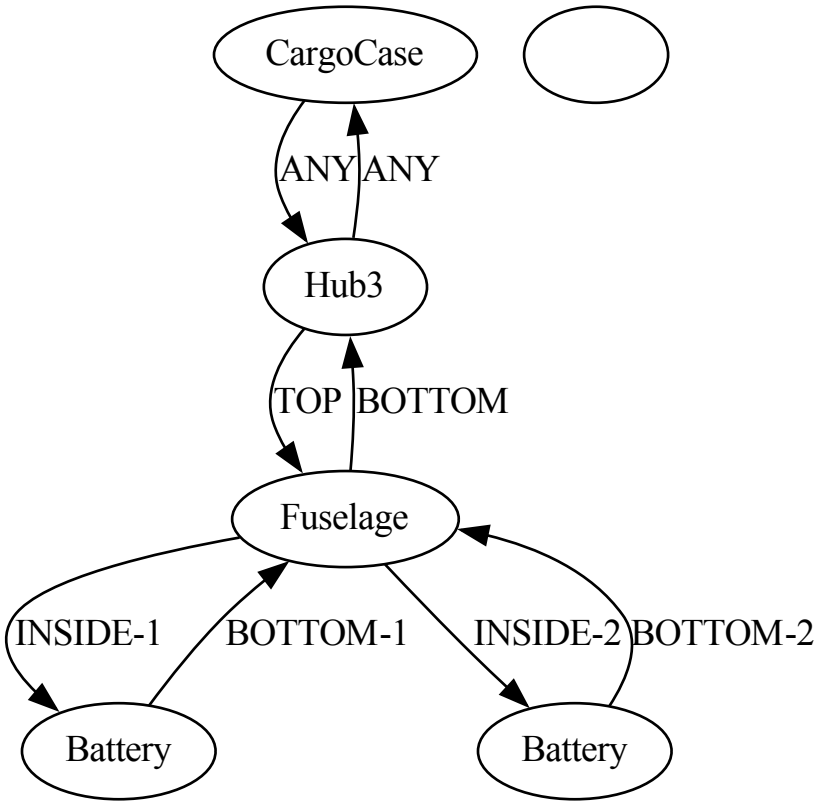 CargoCase
ANY
ANY
Hub3
TOP
BOTTOM
Fuselage
INSIDE-1
BOTTOM-1
INSIDE-2
BOTTOM-2
Battery
Battery